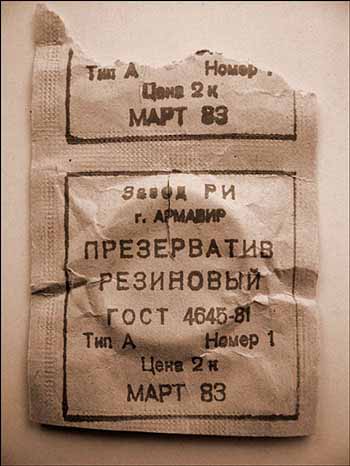 Тип А Номер 1
Цена 2 к
МАРТ 83
Завод РИ
г. АРМАВИР
ПРЕЗЕРВАТИВ
РЕЗИНОВЫЙ
ГОСТ 4645-81
Тип А Номер 1
Цена 2 к
МАРТ 83